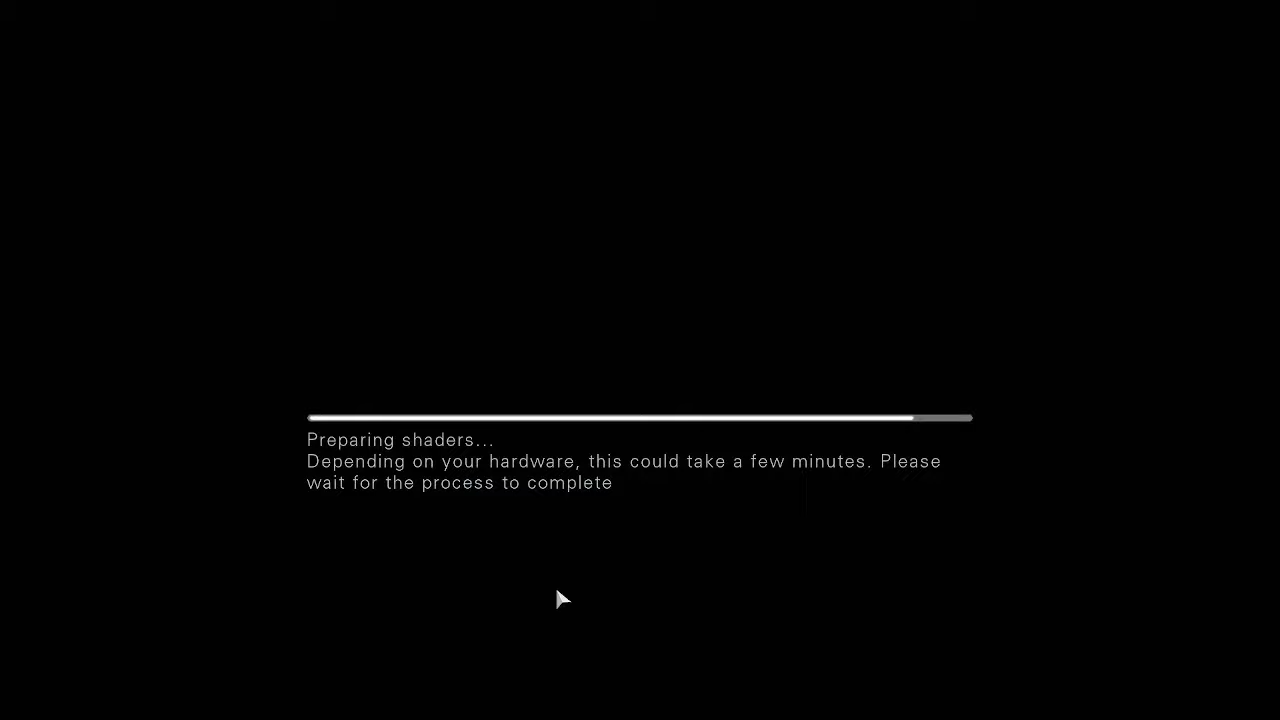 Preparing shaders...
Depending on your hardware, this could take a few minutes. Please
wait for the process to complete